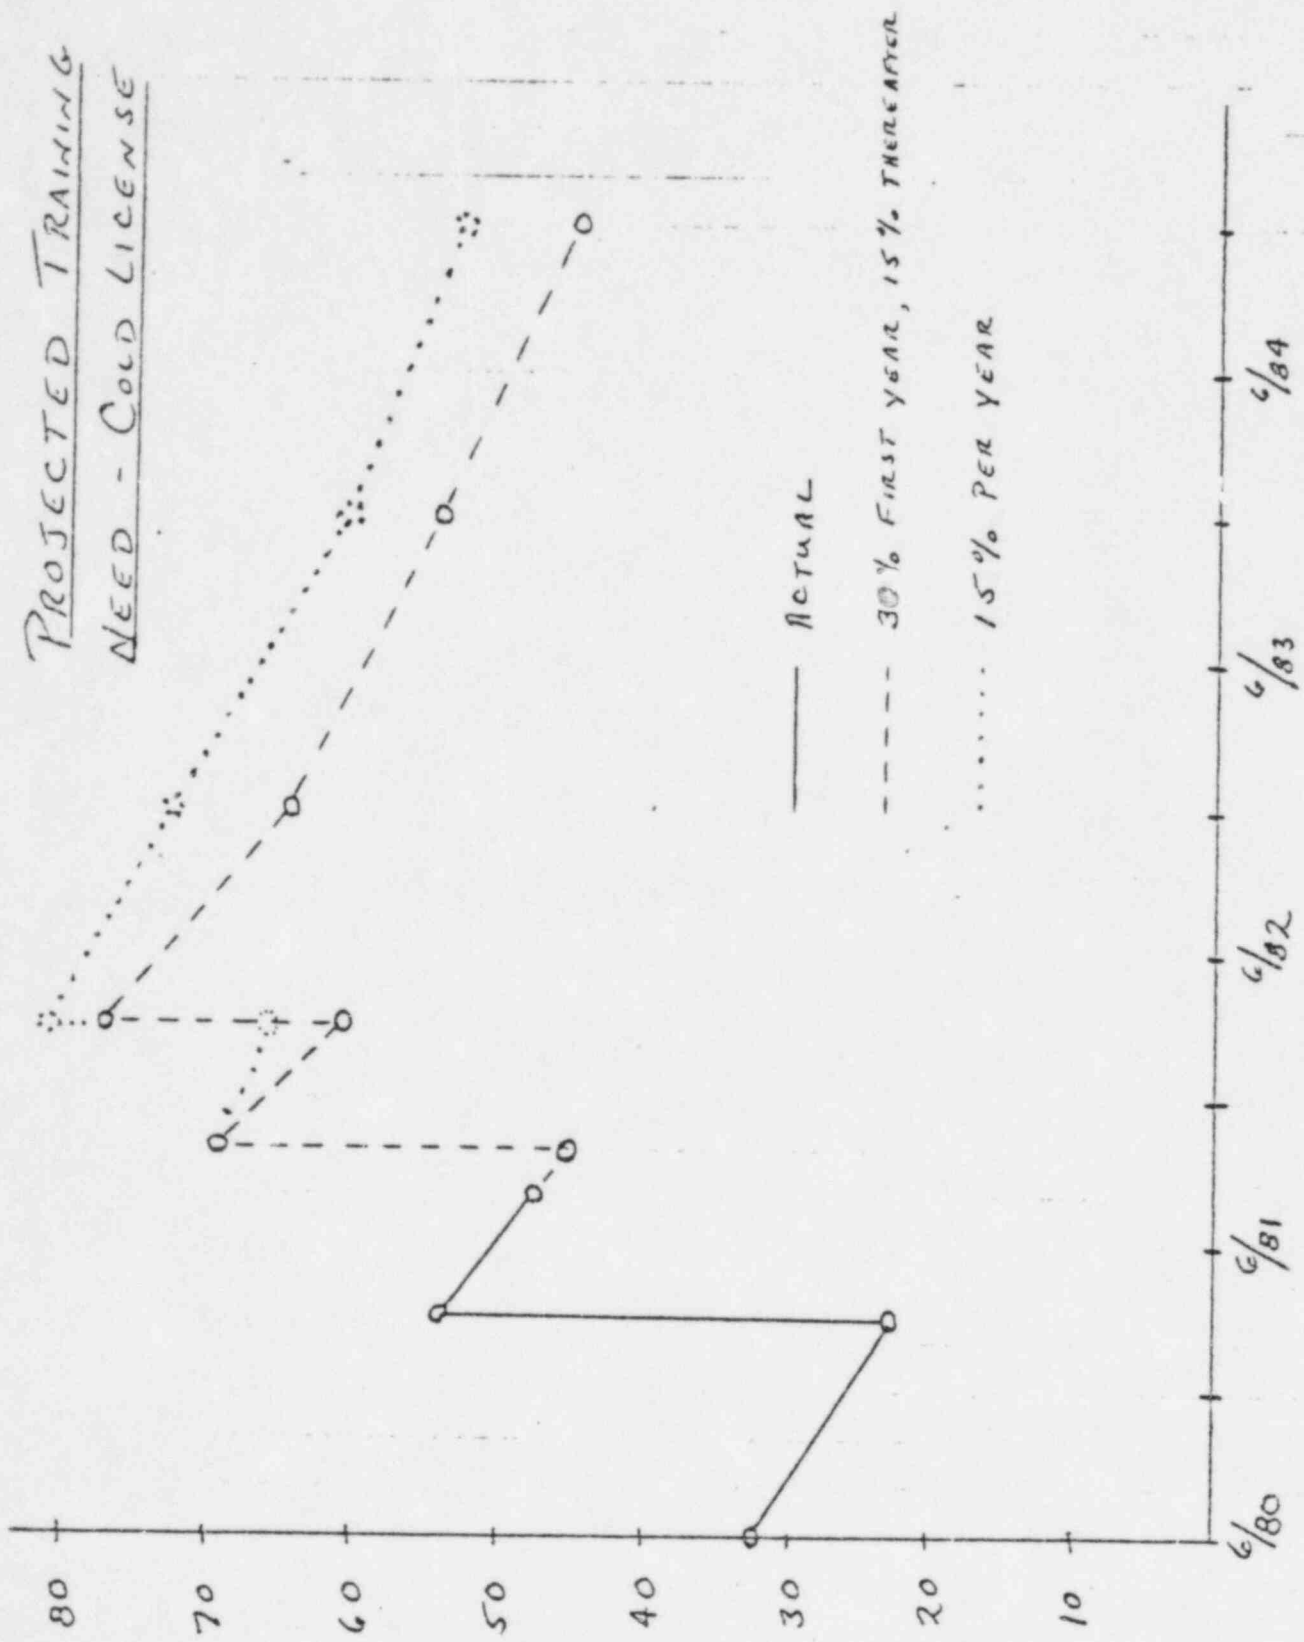 PROJECTED TRAINING
NEED - COLD LICENSE
80
70
60
50
40
30
20
10
ACTUAL
30% FIRST YEAR, 15% THEREAFTER
15% PER YEAR
6/80
6/81
6/82
6/83
6/84